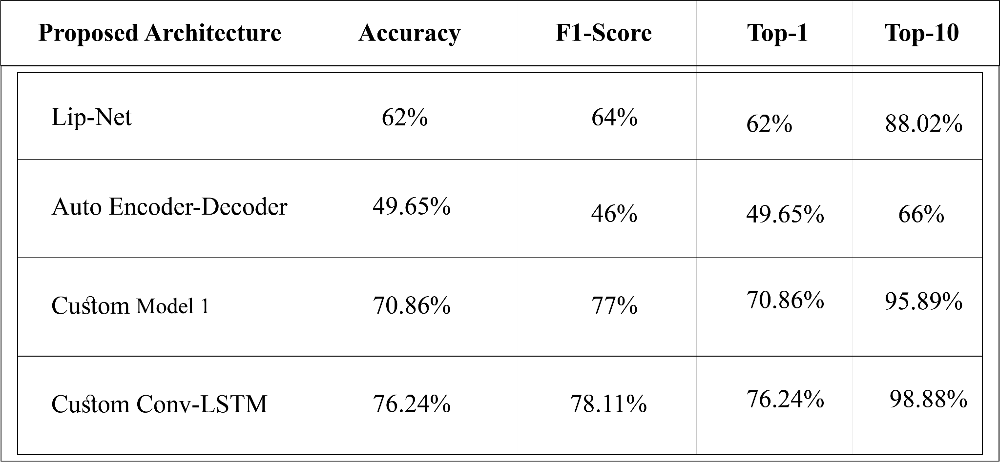 Proposed Architecture Accuracy F1-Score Top-1 Top-10
Lip-Net 62% 64% 62% 88.02%
Auto Encoder-Decoder 49.65% 46% 49.65% 66%
Custom Model 1 70.86% 77% 70.86% 95.89%
Custom Conv-LSTM 76.24% 78.11% 76.24% 98.88%